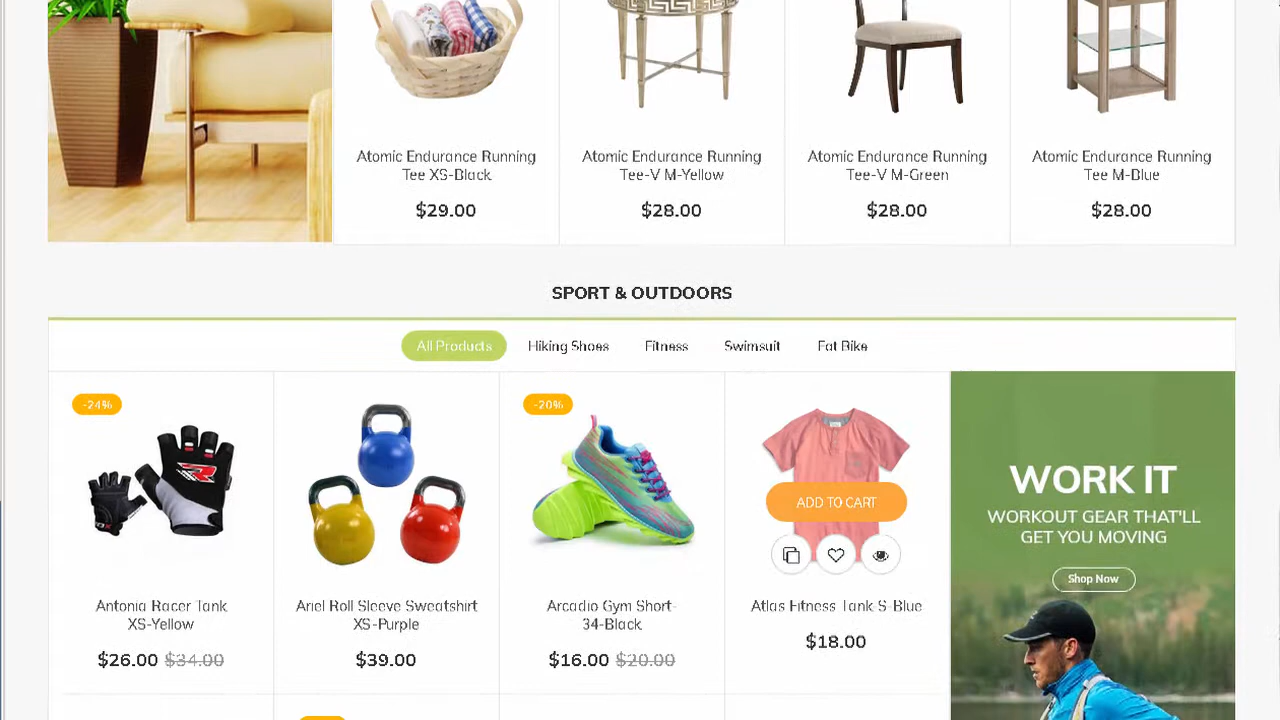 Atomic Endurance Running
Tee XS-Black
$29.00
Atomic Endurance Running
Tee-V M-Yellow
$28.00
Atomic Endurance Running
Tee-V M-Green
$28.00
Atomic Endurance Running
Tee M-Blue
$28.00
SPORT & OUTDOORS
All Products Hiking Shoes Fitness Swimsuit Fat Bike
-24%
Antonia Racer Tank
XS-Yellow
$26.00 $34.00
Ariel Roll Sleeve Sweatshirt
XS-Purple
$39.00
-20%
Arcadio Gym Short-
34-Black
$16.00 $20.00
ADD TO CART
Atlas Fitness Tank S-Blue
$18.00
WORK IT
WORKOUT GEAR THAT'LL
GET YOU MOVING
Shop Now